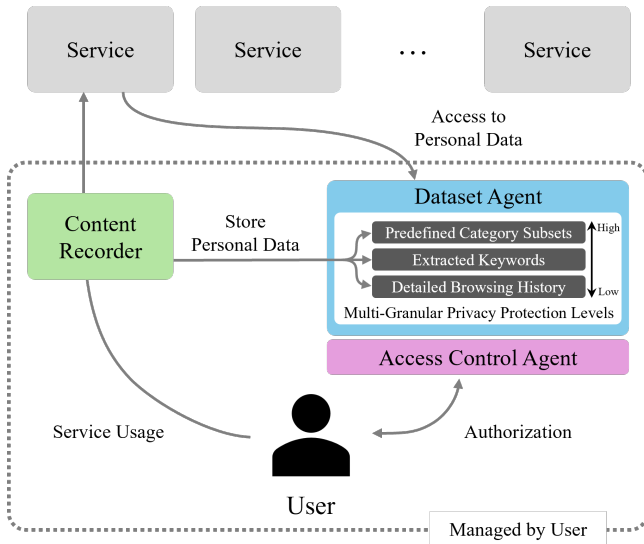 Service
Service
...
Service
Access to
Personal Data
Dataset Agent
Content
Recorder
Store
Personal Data
Predefined Category Subsets
High
Extracted Keywords
Detailed Browsing History
Low
Multi-Granular Privacy Protection Levels
Access Control Agent
Service Usage
Authorization
User
Managed by User